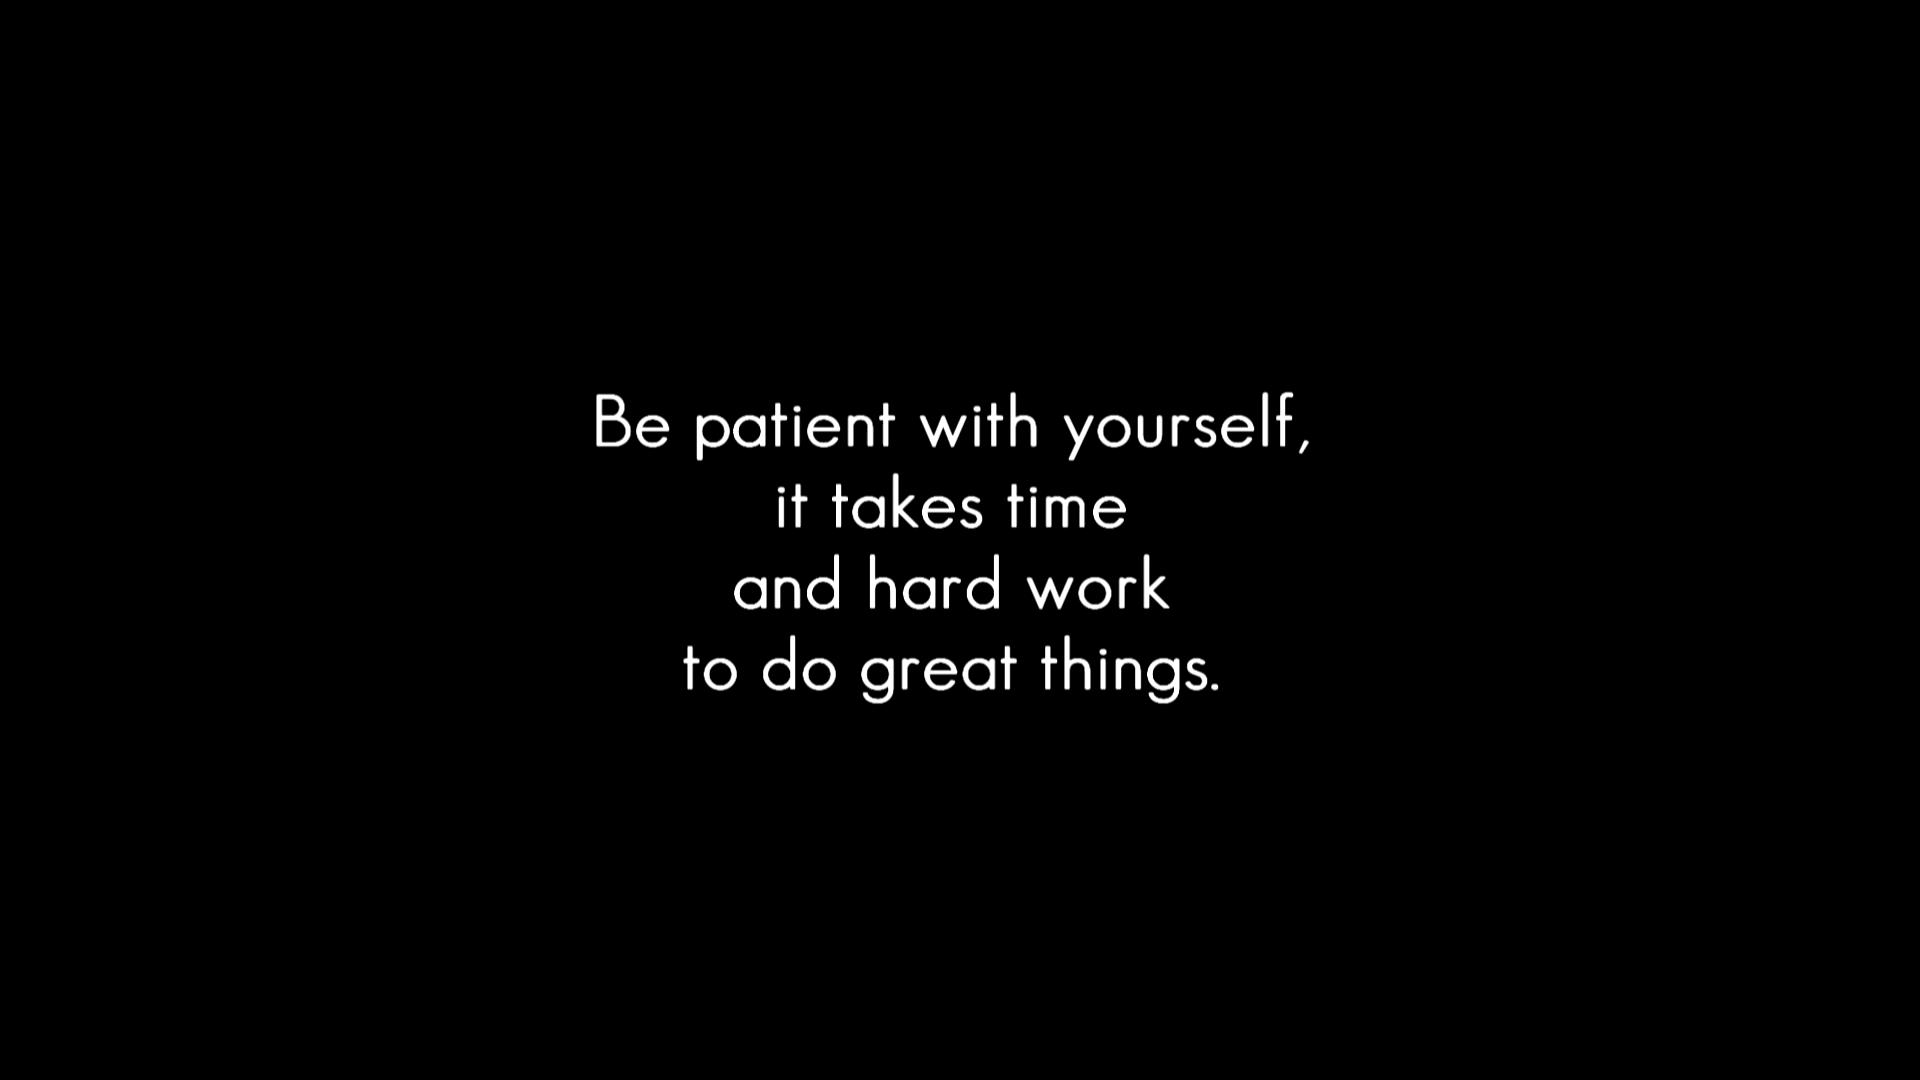 Be patient with yourself,
it takes time
and hard work
to do great things.